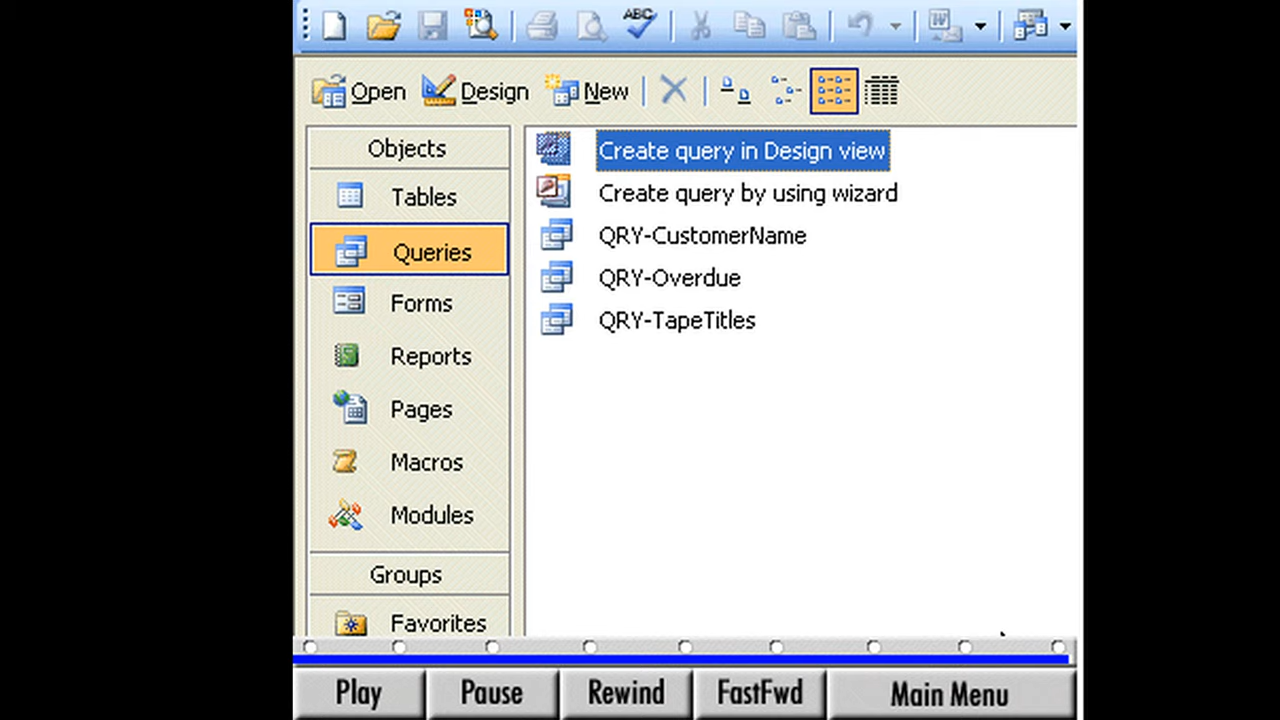 ABC
W
Open Design New
Objects
Tables
Queries
Forms
Reports
Pages
Macros
Modules
Groups
Favorites
Create query in Design view
Create query by using wizard
QRY-CustomerName
QRY-Overdue
QRY-TapeTitles
Play Pause Rewind FastFwd Main Menu